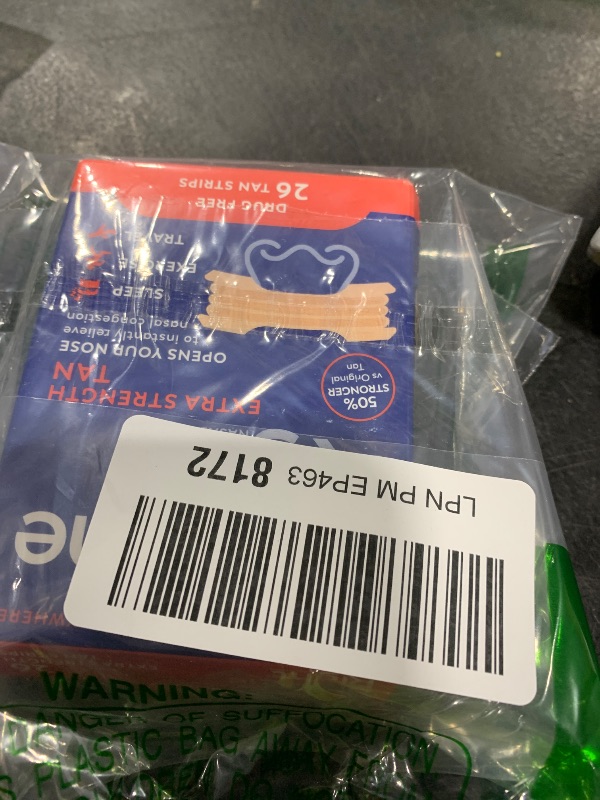 LPN PM EP463 8172
EXTRA STRENGTH
TAN
OPENS YOUR NOSE
to instantly relieve
nasal congestion
SLEEP
EXERCISE
TRAVEL
50%
STRONGER
vs Original
Tan
DRUG FREE
26 TAN STRIPS
WARNING:
DANGER OF SUFFOCATION
PLASTIC BAG AWAY